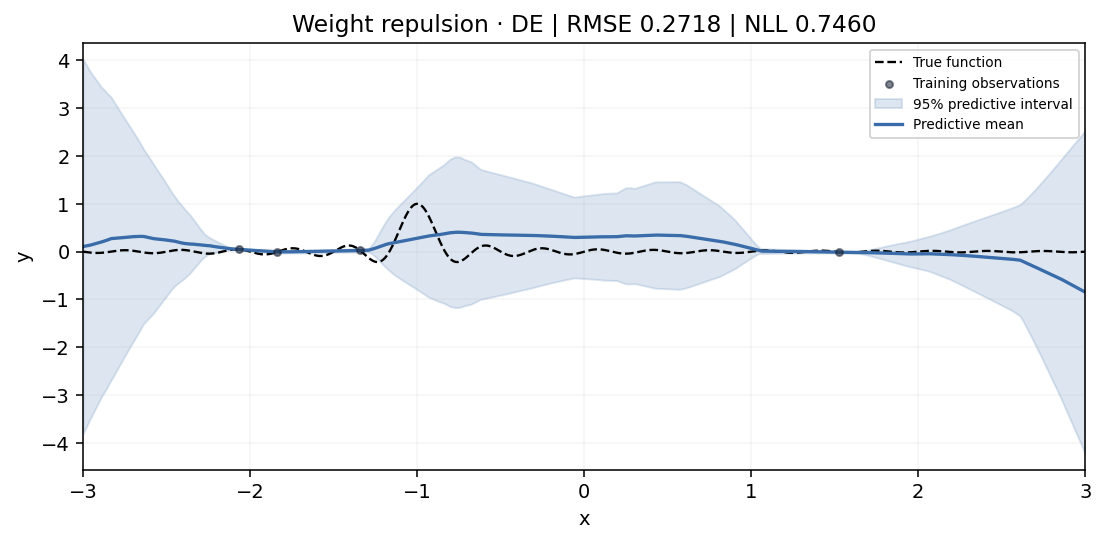 Weight repulsion · DE | RMSE 0.2718 | NLL 0.7460
True function
Training observations
95% predictive interval
Predictive mean
4
3
2
1
0
−1
−2
−3
−4
y
−3 −2 −1 0 1 2 3
x